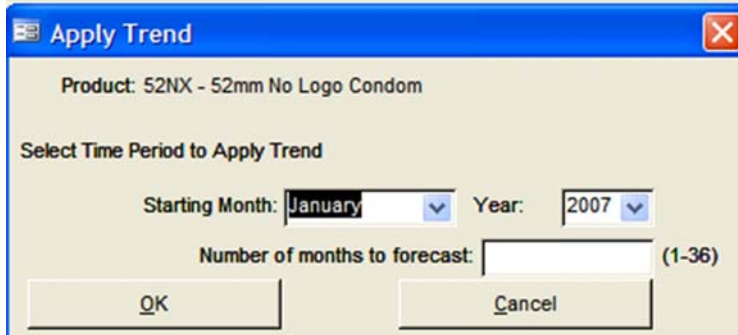 Apply Trend
Product: 52NX - 52mm No Logo Condom
Select Time Period to Apply Trend
Starting Month: January Year: 2007
Number of months to forecast: (1-36)
OK Cancel